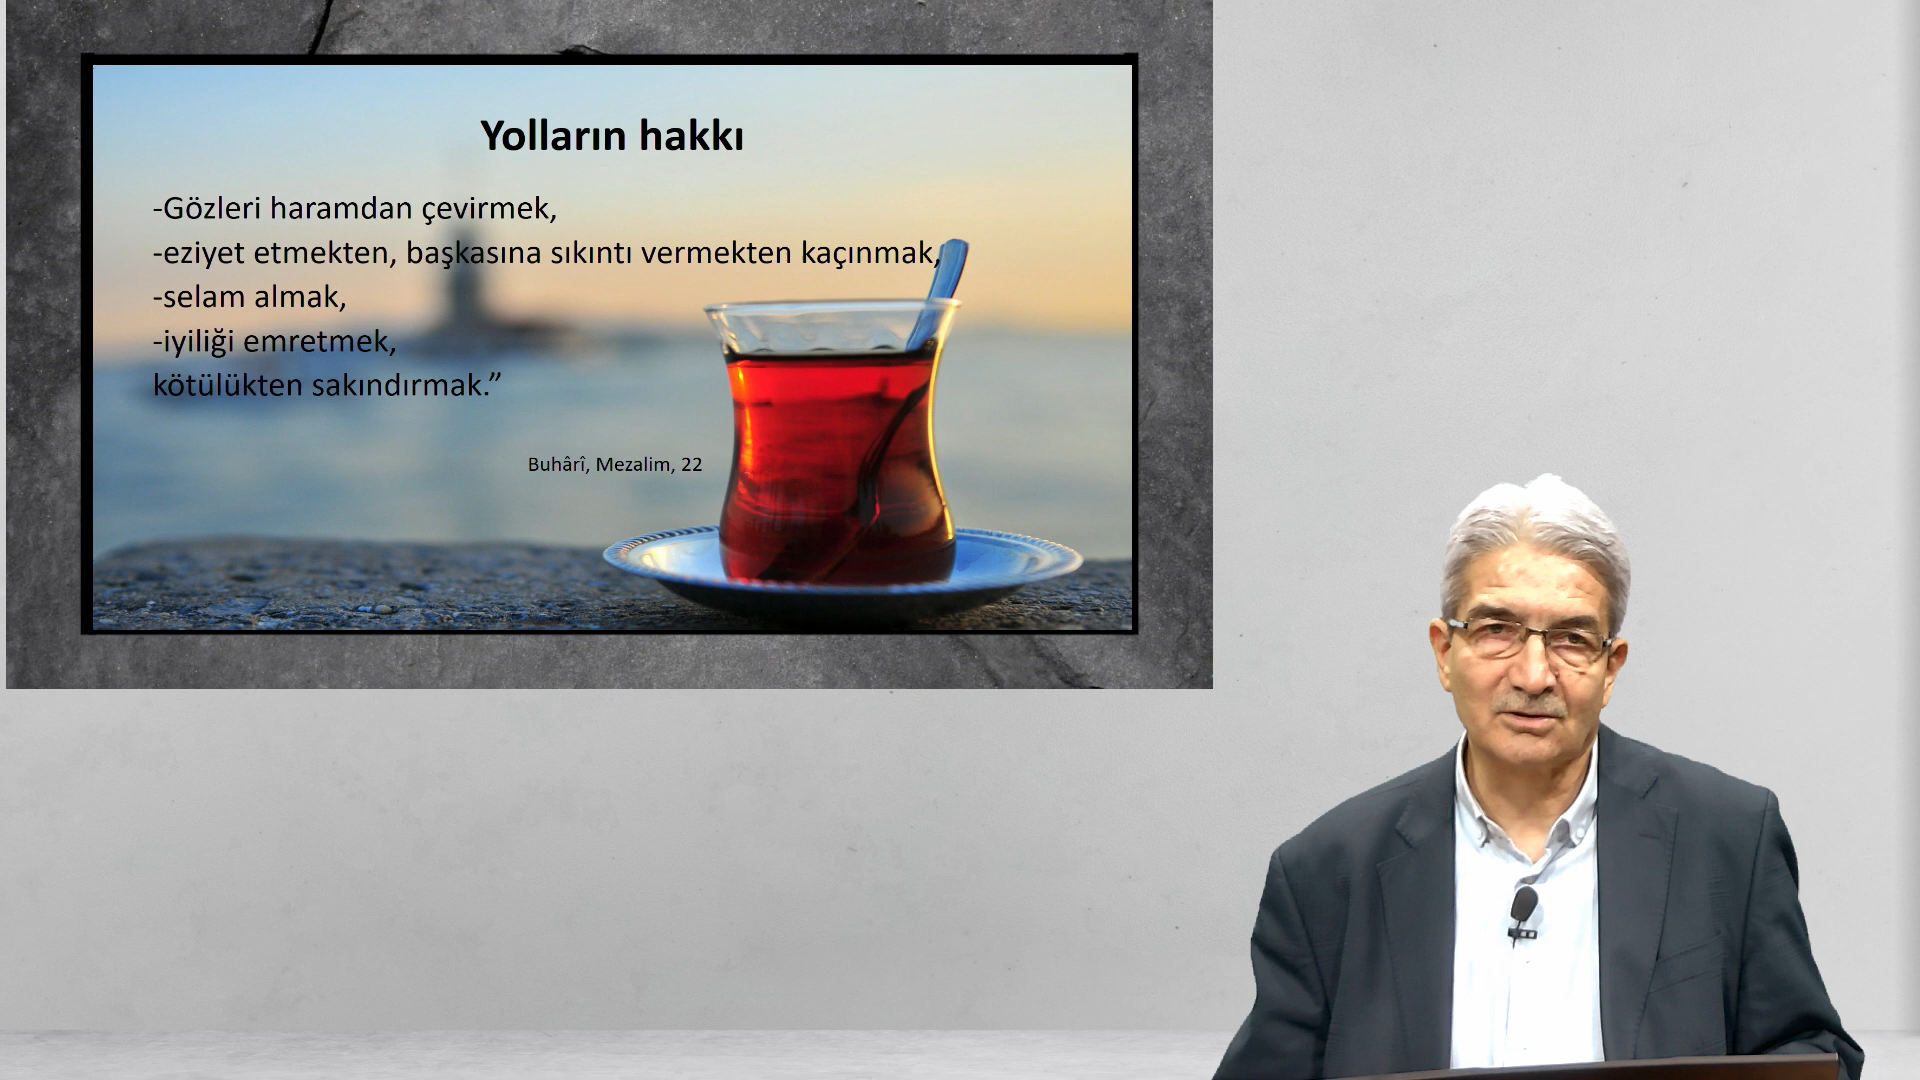 Yolların hakkı
-Gözleri haramdan çevirmek,
-eziyet etmekten, başkasına sıkıntı vermekten kaçınmak,
-selam almak,
-iyiliği emretmek,
kötülükten sakındırmak.”
Buhârî, Mezalim, 22